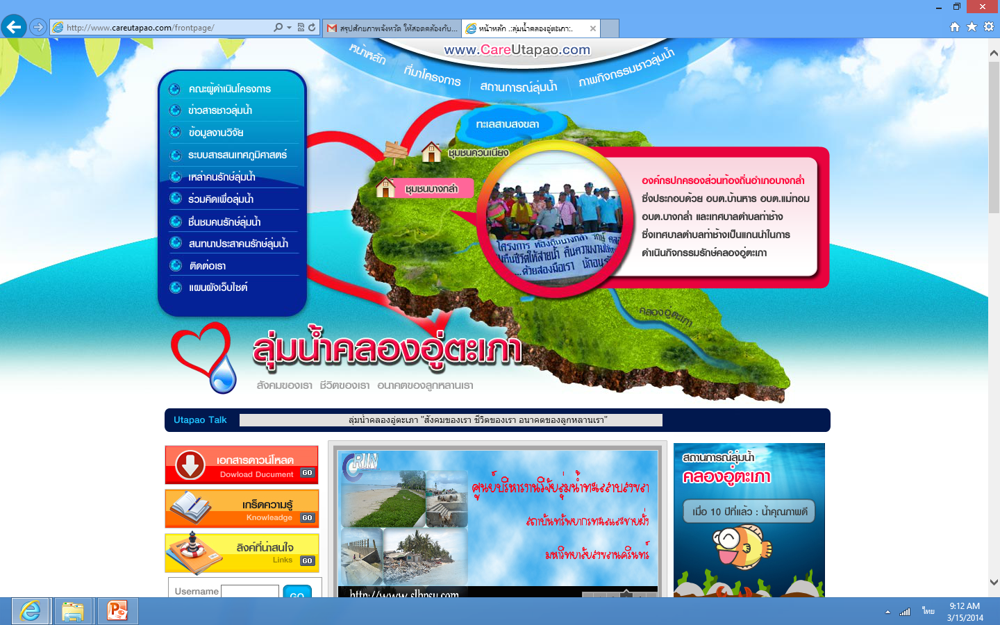 http://www.careutapao.com/frontpage/
สรุปศักยภาพจังหวัด ให้สอดคล้องกับ...
หน้าหลัก .:ลุ่มน้ำคลองอู่ตะเภา:.
www.CareUtapao.com
หน้าหลัก
ที่มาโครงการ
สถานการณ์ลุ่มน้ำ
ภาพกิจกรรมชาวลุ่มน้ำ
คณะผู้ดำเนินโครงการ
ข่าวสารชาวลุ่มน้ำ
ข้อมูลงานวิจัย
ระบบสารสนเทศภูมิศาสตร์
เหล่าคนรักษ์ลุ่มน้ำ
ร่วมคิดเพื่อลุ่มน้ำ
ชื่นชมคนรักษ์ลุ่มน้ำ
สนทนาประสาคนรักษ์ลุ่มน้ำ
ติดต่อเรา
แผนผังเว็บไซต์
ทะเลสาบสงขลา
ชุมชนควนเนียง
ชุมชนบางกล่ำ
องค์กรปกครองส่วนท้องถิ่นอำเภอบางกล่ำ
ซึ่งประกอบด้วย อบต.บ้านหาร อบต.แม่ทอม
อบต.บางกล่ำ และเทศบาลตำบลท่าช้าง
ซึ่งเทศบาลตำบลท่าช้างเป็นแกนนำในการ
ดำเนินกิจกรรมรักษ์คลองอู่ตะเภา
คลองอู่ตะเภา
ลุ่มน้ำคลองอู่ตะเภา
สังคมของเรา ชีวิตของเรา อนาคตของลูกหลานเรา
Utapao Talk
ลุ่มน้ำคลองอู่ตะเภา "สังคมของเรา ชีวิตของเรา อนาคตของลูกหลานเรา"
เอกสารดาวน์โหลด
Dowload Ducument GO
เกร็ดความรู้
Knowleadge GO
ลิงค์ที่น่าสนใจ
Links GO
Username
GO
CRIN
ศูนย์บริหารงานวิจัยลุ่มน้ำทะเลสาบสงขลา
สถาบันทรัพยากรทะเลและชายฝั่ง
มหาวิทยาลัยสงขลานครินทร์
http://www.slbpsu.com
สถานการณ์ลุ่มน้ำ
คลองอู่ตะเภา
เมื่อ 10 ปีที่แล้ว : น้ำคุณภาพดี
ไทย
9:12 AM
3/15/2014